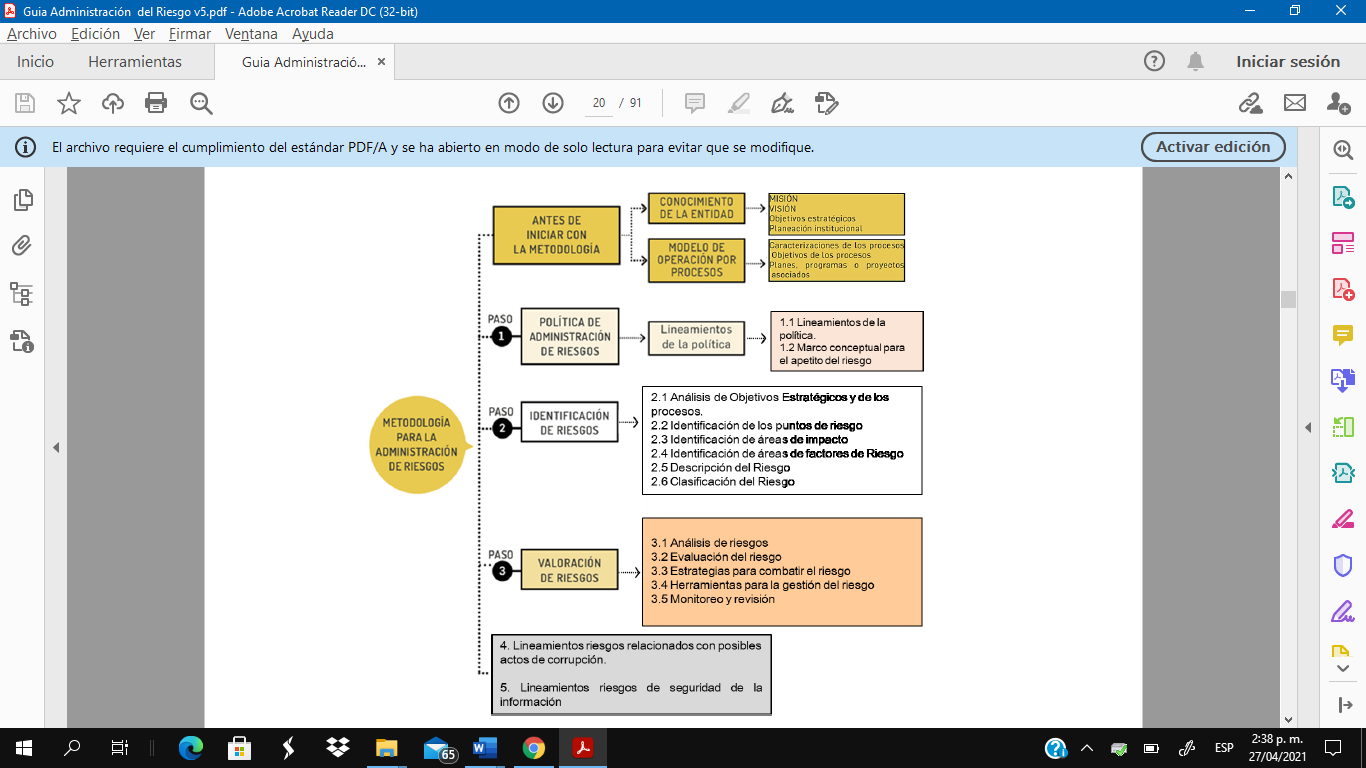 Guia Administración  del Riesgo v5.pdf - Adobe Acrobat Reader DC (32-bit)
Archivo Edición Ver Firmar Ventana Ayuda
Inicio Herramientas Guia Administració... × Iniciar sesión
20 / 91
El archivo requiere el cumplimiento del estándar PDF/A y se ha abierto en modo de solo lectura para evitar que se modifique. Activar edición
ANTES DE
INICIAR CON
LA METODOLOGÍA
CONOCIMIENTO
DE LA ENTIDAD
MISIÓN
VISIÓN
Objetivos estratégicos
Planeación institucional
MODELO DE
OPERACIÓN POR
PROCESOS
Caracterizaciones de los procesos
Objetivos de los procesos
Planes, programas o proyectos
asociados
PASO
1
POLÍTICA DE
ADMINISTRACIÓN
DE RIESGOS
Lineamientos
de la política
1.1 Lineamientos de la
política.
1.2 Marco conceptual para
el apetito del riesgo
METODOLOGÍA
PARA LA
ADMINISTRACIÓN
DE RIESGOS
PASO
2
IDENTIFICACIÓN
DE RIESGOS
2.1 Análisis de Objetivos Estratégicos y de los
procesos.
2.2 Identificación de los puntos de riesgo
2.3 Identificación de áreas de impacto
2.4 Identificación de áreas de factores de Riesgo
2.5 Descripción del Riesgo
2.6 Clasificación del Riesgo
PASO
3
VALORACIÓN
DE RIESGOS
3.1 Análisis de riesgos
3.2 Evaluación del riesgo
3.3 Estrategias para combatir el riesgo
3.4 Herramientas para la gestión del riesgo
3.5 Monitoreo y revisión
4. Lineamientos riesgos relacionados con posibles
actos de corrupción.
5. Lineamientos riesgos de seguridad de la
información
65
ESP
2:38 p. m.
27/04/2021